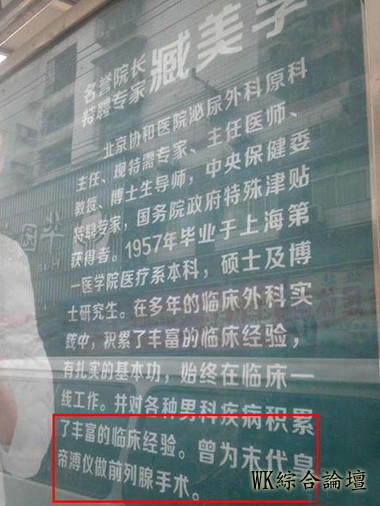 名誉院长
特聘专家 臧美孚
北京协和医院泌尿外科原科
主任、现特需专家、主任医师、
教授、博士生导师，中央保健委
特聘专家，国务院政府特殊津贴
获得者。1957年毕业于上海第
一医学院医疗系本科，硕士及博
士研究生。在多年的临床外科实
践中，积累了丰富的临床经验，
有扎实的基本功，始终在临床一
线工作。并对各种男科疾病积累
了丰富的临床经验。曾为末代皇
帝溥仪做前列腺手术。
WK綜合論壇